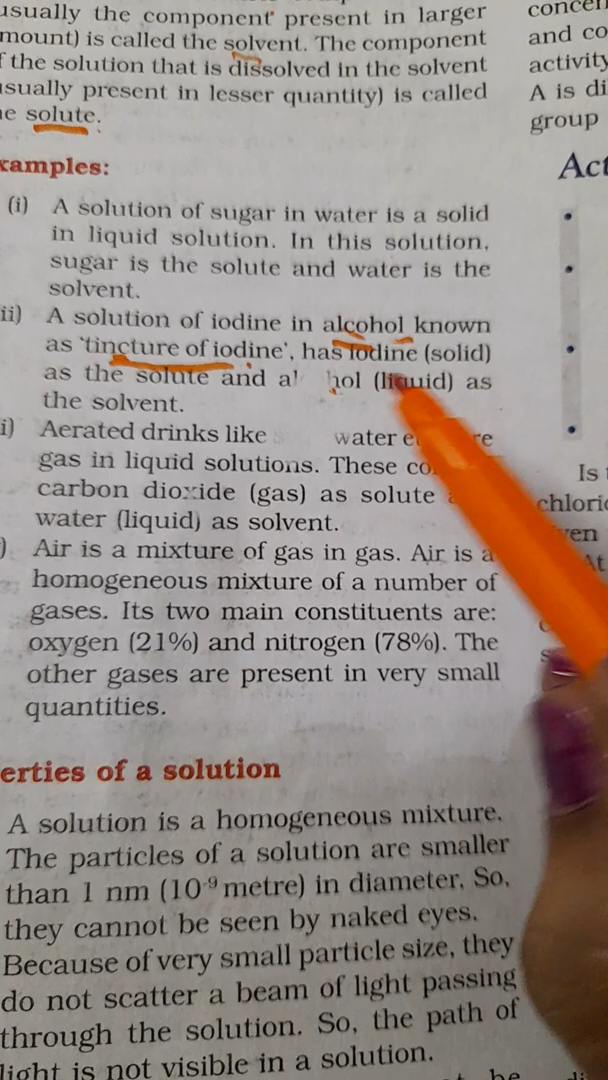 usually the component present in larger
mount) is called the solvent. The component
f the solution that is dissolved in the solvent
usually present in lesser quantity) is called
he solute.
xamples:
(i) A solution of sugar in water is a solid
in liquid solution. In this solution,
sugar is the solute and water is the
solvent.
ii) A solution of iodine in alcohol known
as 'tincture of iodine', has iodine (solid)
as the solute and al hol (liquid) as
the solvent.
i) Aerated drinks like water re
gas in liquid solutions. These
carbon dioxide (gas) as solute
water (liquid) as solvent.
) Air is a mixture of gas in gas. Air is a
homogeneous mixture of a number of
gases. Its two main constituents are:
oxygen (21%) and nitrogen (78%). The
other gases are present in very small
quantities.
erties of a solution
A solution is a homogeneous mixture.
The particles of a solution are smaller
than 1 nm (10⁻⁹ metre) in diameter. So,
they cannot be seen by naked eyes.
Because of very small particle size, they
do not scatter a beam of light passing
through the solution. So, the path of
light is not visible in a solution.
be
concen
and co
activity
A is di
group
Act
Is
chloric
ven
At
di